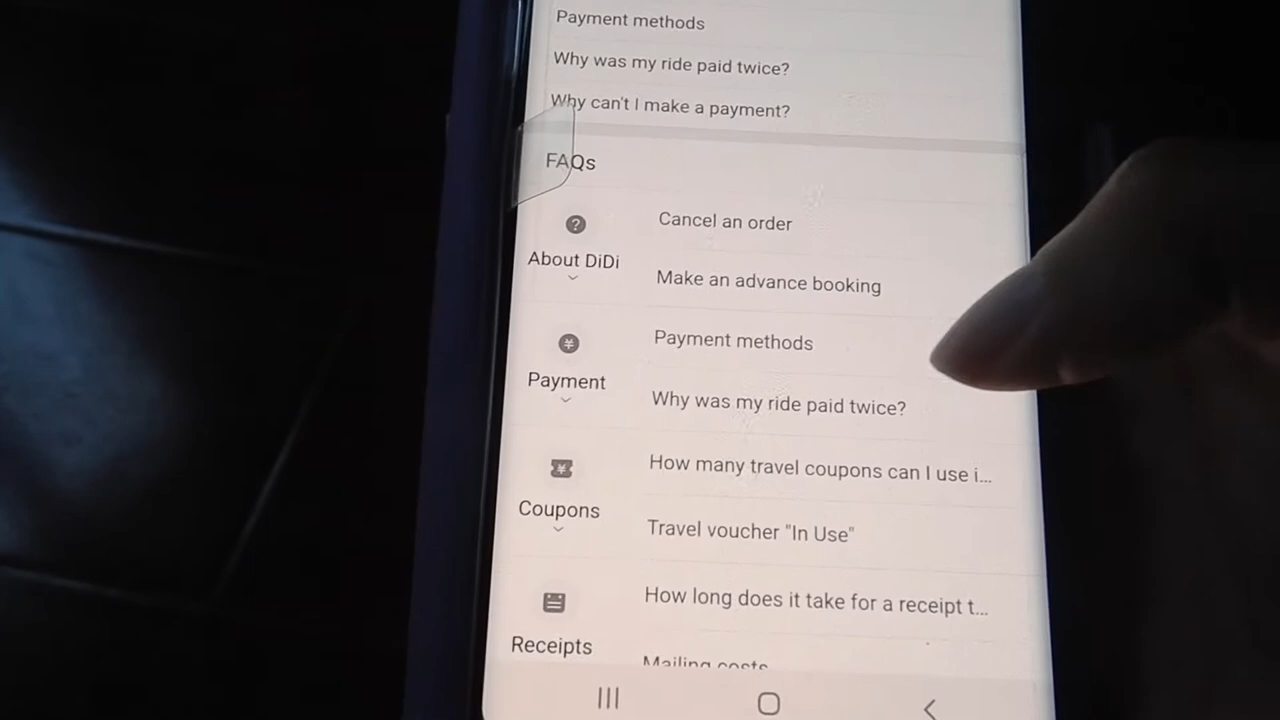 Payment methods
Why was my ride paid twice?
Why can't I make a payment?
FAQs
Cancel an order
About DiDi
Make an advance booking
Payment methods
Payment
Why was my ride paid twice?
How many travel coupons can I use i...
Coupons
Travel voucher "In Use"
How long does it take for a receipt t...
Receipts
Mailing costs